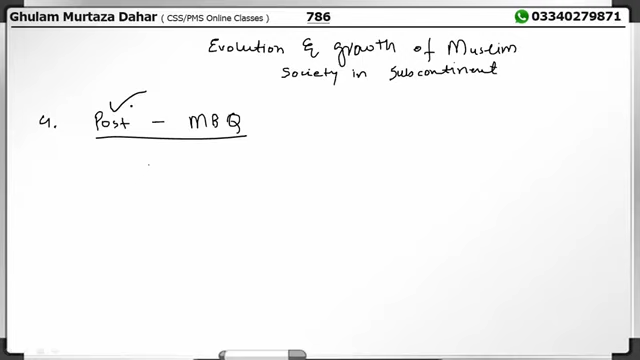 Ghulam Murtaza Dahar ( CSS/PMS Online Classes ) 786 03340279871
Evolution & growth of Muslim
Society in Subcontinent
4. Post - MBQ